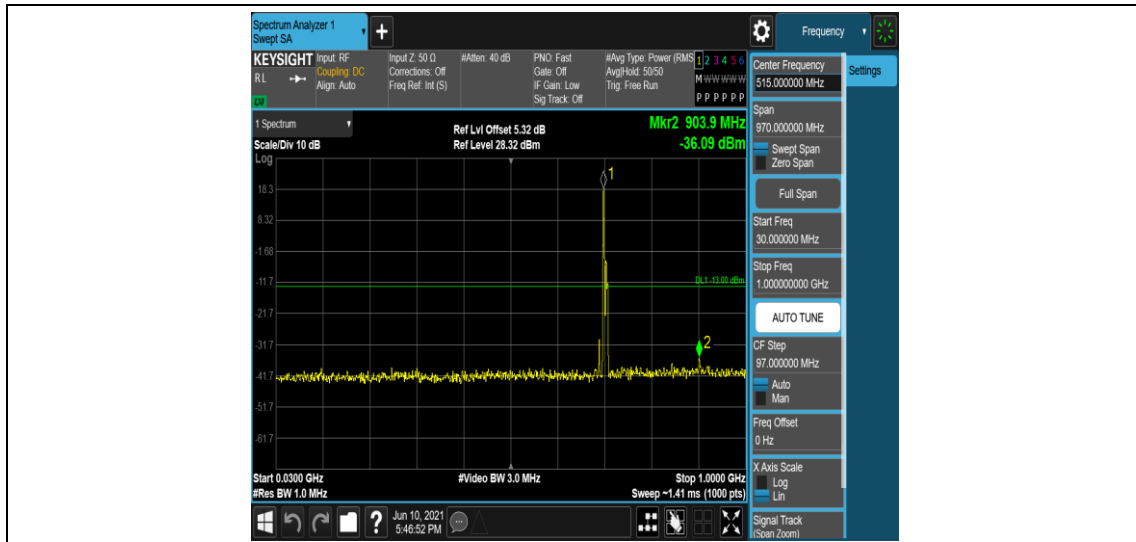 Spectrum Analyzer 1
Swept SA
+
Frequency
KEYSIGHT
RL
LXI
Input: RF
Coupling: DC
Align: Auto
Input Z: 50 Ω
Corrections: Off
Freq Ref: Int (S)
#Atten: 40 dB
PNO: Fast
Gate: Off
IF Gain: Low
Sig Track: Off
#Avg Type: Power (RMS
Avg|Hold: 50/50
Trig: Free Run
1 2 3 4 5 6
M W W W W W
P P P P P P
1 Spectrum
Scale/Div 10 dB
Ref Lvl Offset 5.32 dB
Ref Level 28.32 dBm
Mkr2 903.9 MHz
-36.09 dBm
Log
1
18.3
8.32
-1.68
-11.7
DL1 -13.00 dBm
-21.7
-31.7
2
-41.7
-51.7
-61.7
Start 0.0300 GHz
#Video BW 3.0 MHz
Stop 1.0000 GHz
#Res BW 1.0 MHz
Sweep ~1.41 ms (1000 pts)
?
Jun 10, 2021
5:46:52 PM
Center Frequency
515.000000 MHz
Settings
Span
970.000000 MHz
Swept Span
Zero Span
Full Span
Start Freq
30.000000 MHz
Stop Freq
1.000000000 GHz
AUTO TUNE
CF Step
97.000000 MHz
Auto
Man
Freq Offset
0 Hz
X Axis Scale
Log
Lin
Signal Track
(Span Zoom)